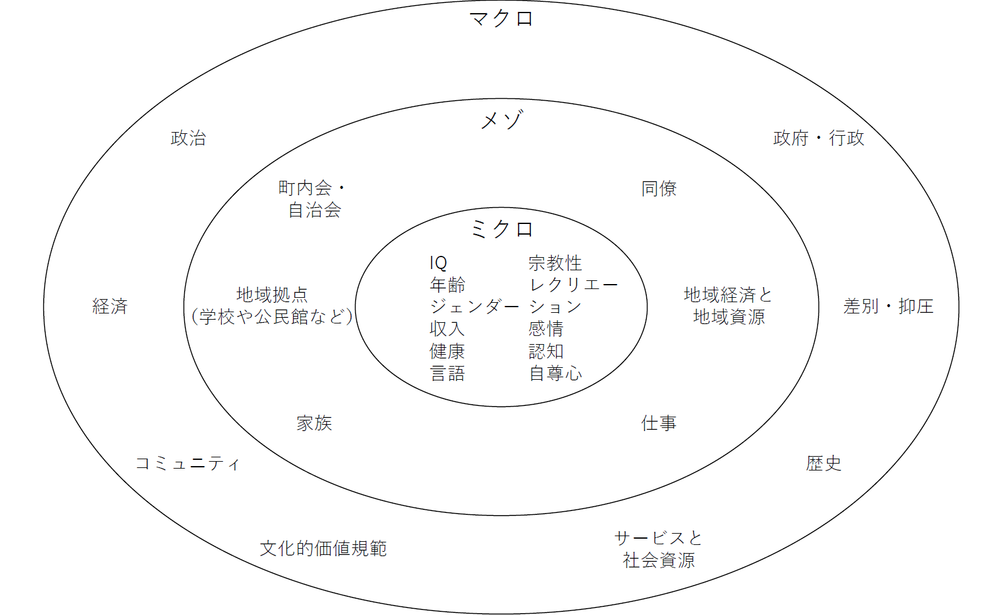 マクロ
政治
政府・行政
経済
差別・抑圧
コミュニティ
歴史
文化的価値規範
サービスと
社会資源
メゾ
町内会・
自治会
同僚
地域拠点
（学校や公民館など）
地域経済と
地域資源
家族
仕事
ミクロ
IQ
年齢
ジェンダー
収入
健康
言語
宗教性
レクリエー
ション
感情
認知
自尊心